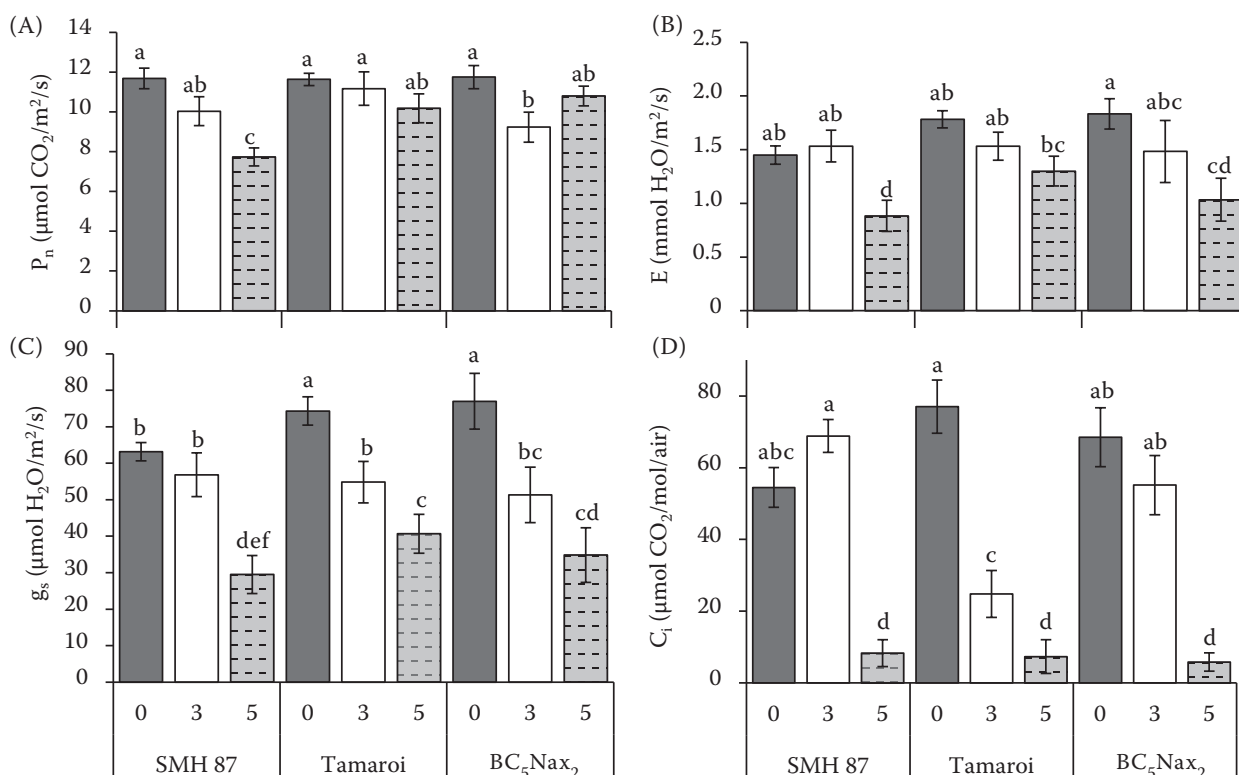 (A)
P_n (μmol CO₂/m²/s)
14
12
10
8
6
4
2
0
a
ab
c
a
a
ab
a
b
ab
(B)
E (mmol H₂O/m²/s)
2.5
2.0
1.5
1.0
0.5
0
ab
ab
d
ab
ab
bc
a
abc
cd
(C)
g_s (μmol H₂O/m²/s)
90
80
70
60
50
40
30
20
10
0
b
b
def
a
b
c
a
bc
cd
0 3 5 0 3 5 0 3 5
SMH 87 Tamaroi BC₅Nax₂
(D)
C_i (μmol CO₂/mol/air)
80
60
40
20
0
abc
a
d
a
c
d
ab
ab
d
0 3 5 0 3 5 0 3 5
SMH 87 Tamaroi BC₅Nax₂